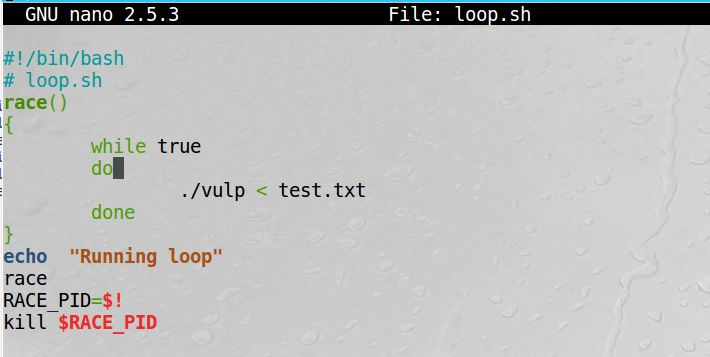 GNU nano 2.5.3 File: loop.sh
#!/bin/bash
# loop.sh
race()
{
while true
do
./vulp < test.txt
done
}
echo  "Running loop"
race
RACE_PID=$!
kill $RACE_PID